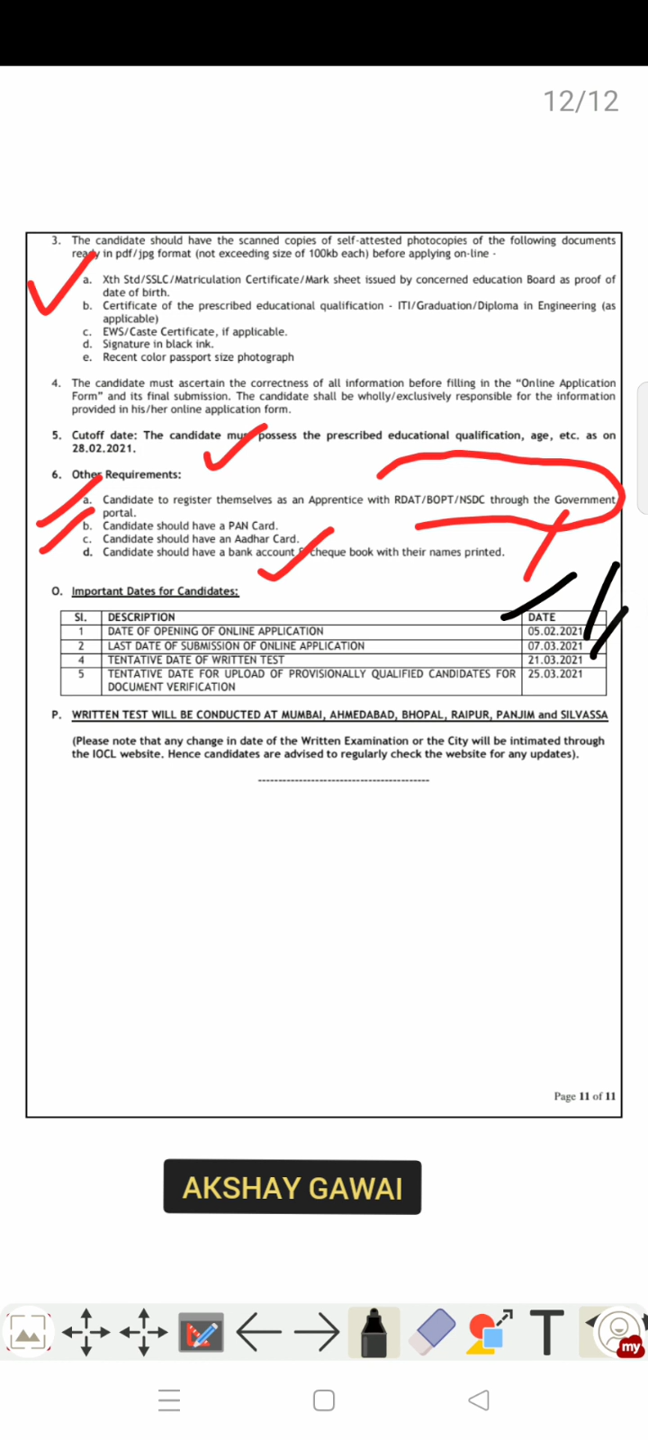 12/12
3. The candidate should have the scanned copies of self-attested photocopies of the following documents
ready in pdf/jpg format (not exceeding size of 100kb each) before applying on-line -
a. Xth Std/SSLC/Matriculation Certificate/Mark sheet issued by concerned education Board as proof of
date of birth.
b. Certificate of the prescribed educational qualification - ITI/Graduation/Diploma in Engineering (as
applicable)
c. EWS/Caste Certificate, if applicable.
d. Signature in black ink.
e. Recent color passport size photograph
4. The candidate must ascertain the correctness of all information before filling in the “Online Application
Form” and its final submission. The candidate shall be wholly/exclusively responsible for the information
provided in his/her online application form.
5. Cutoff date: The candidate must possess the prescribed educational qualification, age, etc. as on
28.02.2021.
6. Other Requirements:
a. Candidate to register themselves as an Apprentice with RDAT/BOPT/NSDC through the Government
portal.
b. Candidate should have a PAN Card.
c. Candidate should have an Aadhar Card.
d. Candidate should have a bank account & cheque book with their names printed.
O. Important Dates for Candidates:
Sl. DESCRIPTION DATE
1 DATE OF OPENING OF ONLINE APPLICATION 05.02.2021
2 LAST DATE OF SUBMISSION OF ONLINE APPLICATION 07.03.2021
4 TENTATIVE DATE OF WRITTEN TEST 21.03.2021
5 TENTATIVE DATE FOR UPLOAD OF PROVISIONALLY QUALIFIED CANDIDATES FOR 25.03.2021
DOCUMENT VERIFICATION
P. WRITTEN TEST WILL BE CONDUCTED AT MUMBAI, AHMEDABAD, BHOPAL, RAIPUR, PANJIM and SILVASSA
(Please note that any change in date of the Written Examination or the City will be intimated through
the IOCL website. Hence candidates are advised to regularly check the website for any updates).
Page 11 of 11
AKSHAY GAWAI
T
my